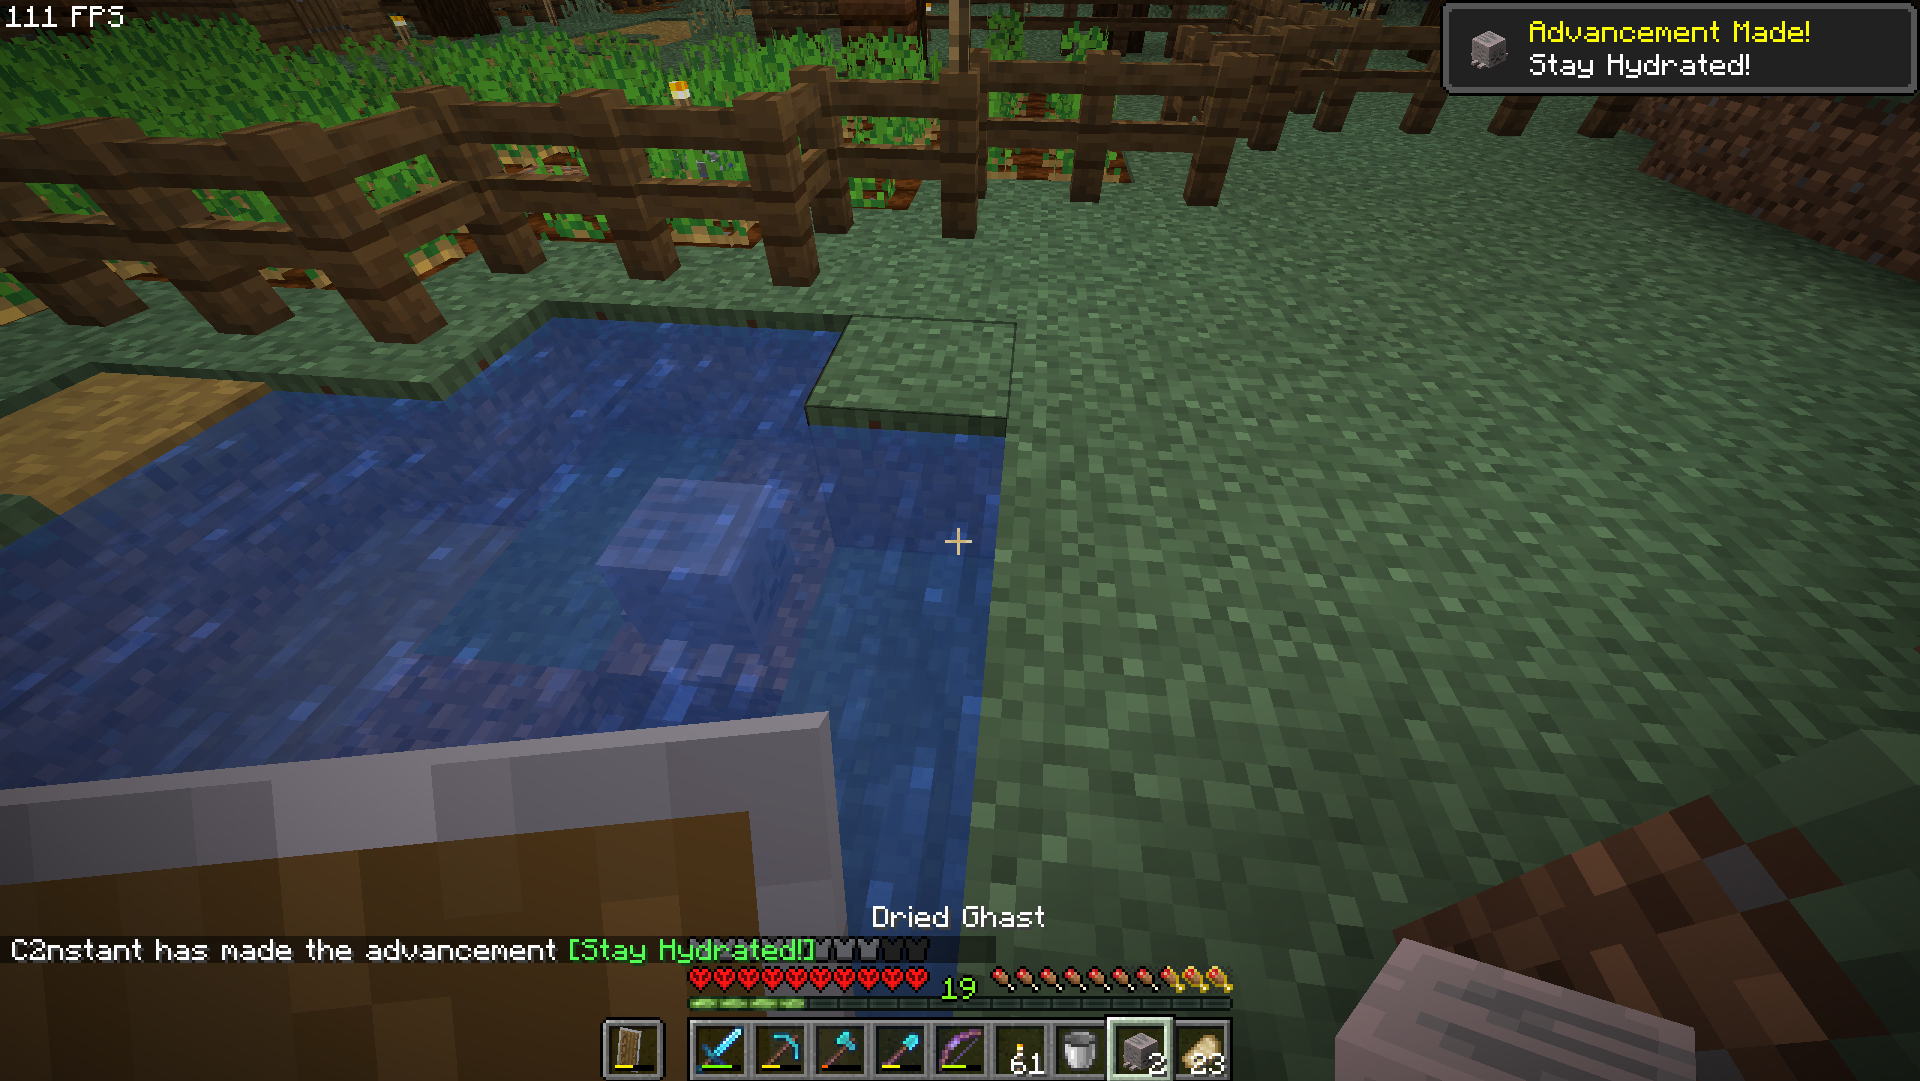 111 FPS
Advancement Made!
Stay Hydrated!
Dried Ghast
C2nstant has made the advancement [Stay Hydrated!]
19
61
2
23